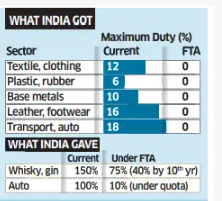 WHAT INDIA GOT
Maximum Duty (%)
Sector Current FTA
Textile, clothing 12 0
Plastic, rubber 6 0
Base metals 10 0
Leather, footwear 16 0
Transport, auto 18 0
WHAT INDIA GAVE
Current Under FTA
Whisky, gin 150% 75% (40% by 10th yr)
Auto 100% 10% (under quota)